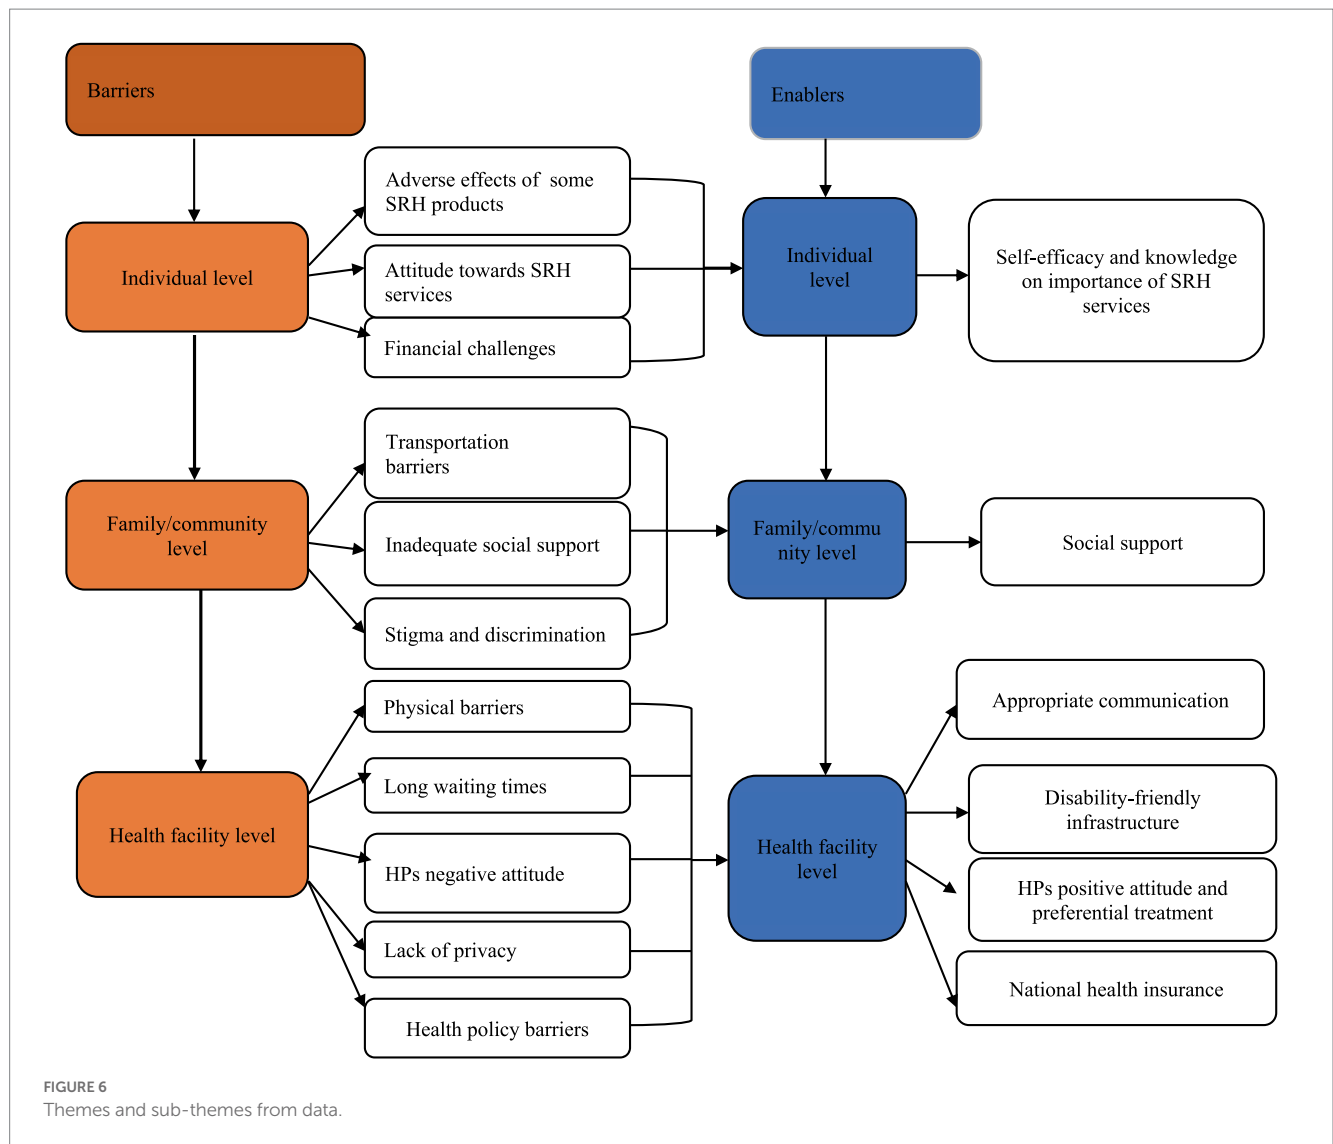 Barriers
Enablers
Adverse effects of some
SRH products
Individual level
Attitude towards SRH
services
Financial challenges
Individual
level
Self-efficacy and knowledge
on importance of SRH
services
Transportation
barriers
Family/community
level
Inadequate social support
Stigma and discrimination
Family/commu
nity level
Social support
Physical barriers
Long waiting times
Health facility level
HPs negative attitude
Lack of privacy
Health policy barriers
Health facility
level
Appropriate communication
Disability-friendly
infrastructure
HPs positive attitude and
preferential treatment
National health insurance
FIGURE 6
Themes and sub-themes from data.